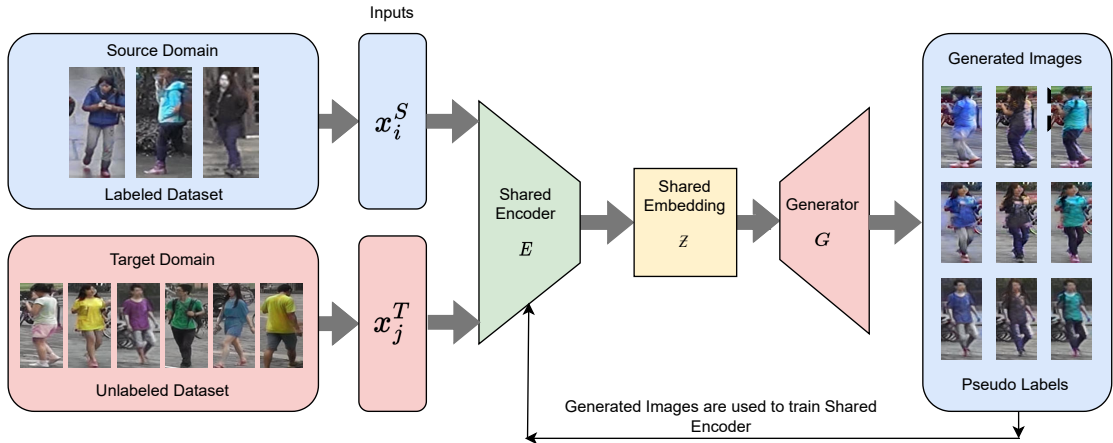 Inputs
Source Domain
Labeled Dataset
x_i^S
Target Domain
Unlabeled Dataset
x_j^T
Shared
Encoder
E
Shared
Embedding
z
Generator
G
Generated Images
Pseudo Labels
Generated Images are used to train Shared
Encoder